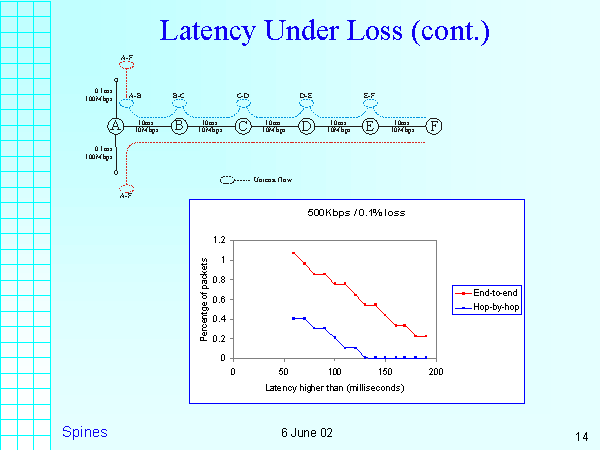 Latency Under Loss (cont.)
A-F
0.1ms
100Mbps
A-B
B-C
C-D
D-E
E-F
A
10ms
10Mbps
B
10ms
10Mbps
C
10ms
10Mbps
D
10ms
10Mbps
E
10ms
10Mbps
F
0.1ms
100Mbps
A-F
Unicast flow
500Kbps / 0.1% loss
Percentge of packets
1.2
1
0.8
0.6
0.4
0.2
0
0
50
100
150
200
Latency higher than (milliseconds)
End-to-end
Hop-by-hop
Spines
6 June 02
14